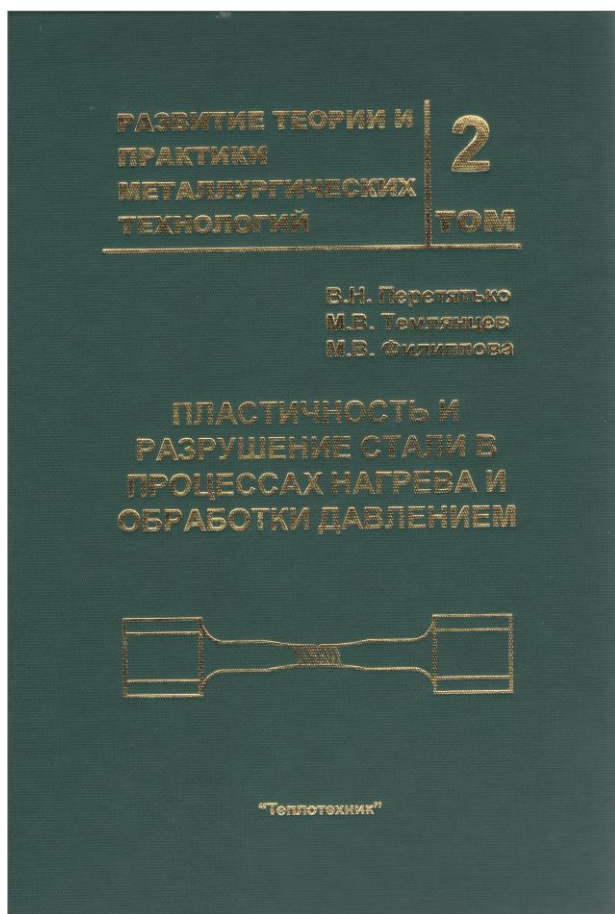 РАЗВИТИЕ ТЕОРИИ И
ПРАКТИКИ
МЕТАЛЛУРГИЧЕСКИХ
ТЕХНОЛОГИЙ
2
ТОМ
В.Н. Перетятько
М.В. Темлянцев
М.В. Филиппова
ПЛАСТИЧНОСТЬ И
РАЗРУШЕНИЕ СТАЛИ В
ПРОЦЕССАХ НАГРЕВА И
ОБРАБОТКИ ДАВЛЕНИЕМ
"Теплотехник"